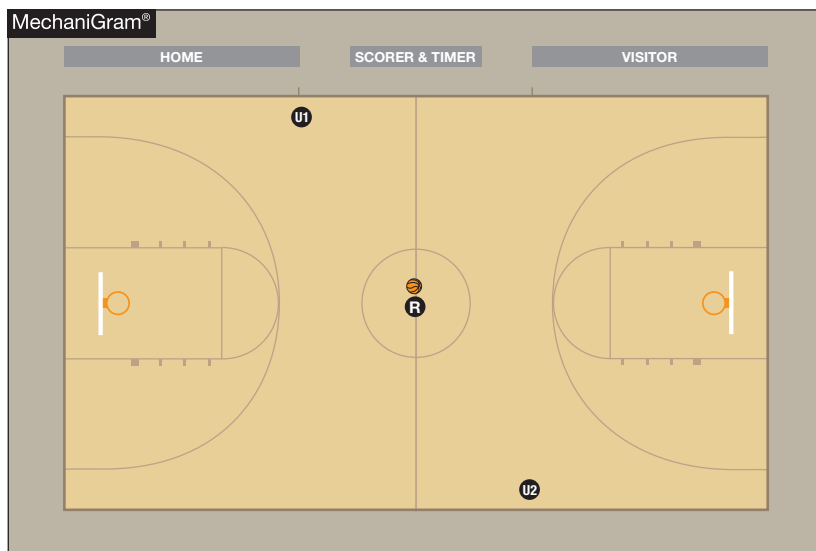 MechaniGram®
HOME
SCORER & TIMER
VISITOR
U1
R
U2